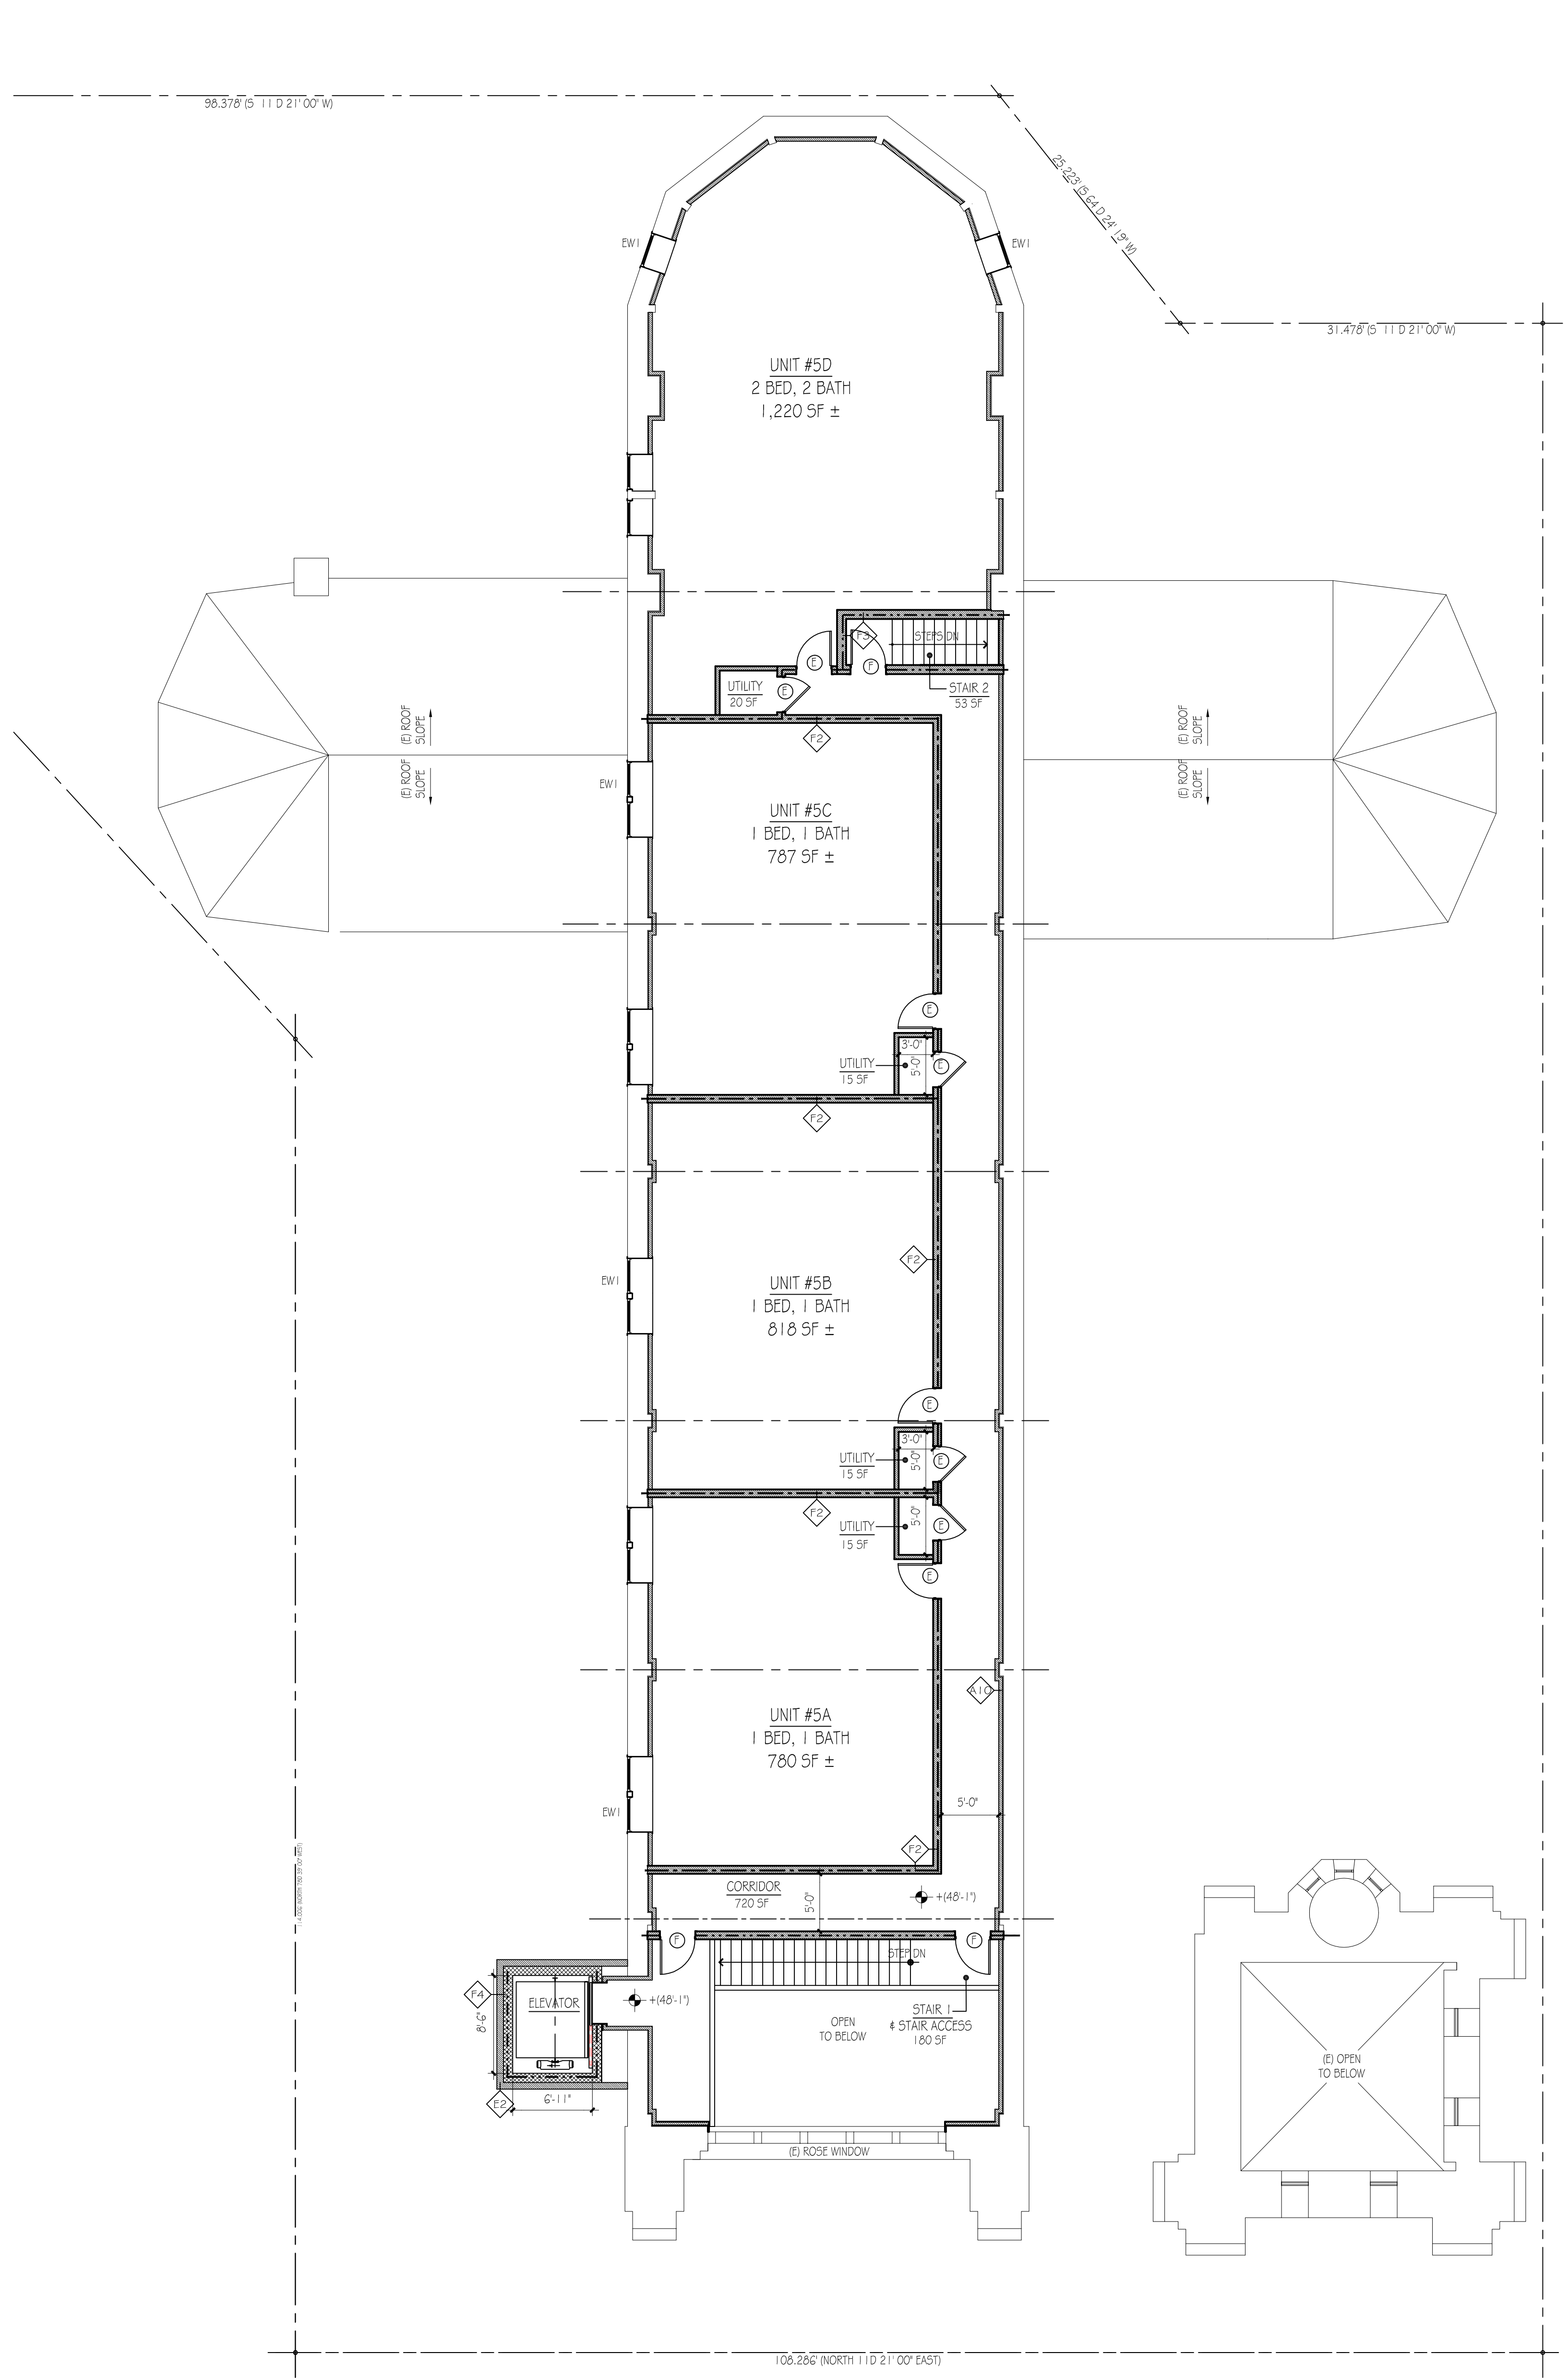 98.378' (S 11 D 21' 00" W)
25.223' (S 64 D 24' 19" W)
31.478' (S 11 D 21' 00" W)
EW1
EW1
UNIT #5D
2 BED, 2 BATH
1,220 SF ±
F3
STEPS DN
E
F
UTILITY
20 SF
E
STAIR 2
53 SF
F2
(E) ROOF
SLOPE
(E) ROOF
SLOPE
(E) ROOF
SLOPE
(E) ROOF
SLOPE
EW1
UNIT #5C
1 BED, 1 BATH
787 SF ±
E
3'-0"
5'-0"
E
UTILITY
15 SF
F2
F2
EW1
UNIT #5B
1 BED, 1 BATH
818 SF ±
E
3'-0"
5'-0"
E
UTILITY
15 SF
F2
5'-0"
E
UTILITY
15 SF
E
A10
UNIT #5A
1 BED, 1 BATH
780 SF ±
EW1
5'-0"
F2
CORRIDOR
720 SF
5'-0"
+(48'-1")
F
F
STEP DN
F4
ELEVATOR
8'-6"
+(48'-1")
OPEN
TO BELOW
STAIR 1
& STAIR ACCESS
180 SF
E2
6'-11"
(E) ROSE WINDOW
(E) OPEN
TO BELOW
108.286' (NORTH 11D 21' 00" EAST)